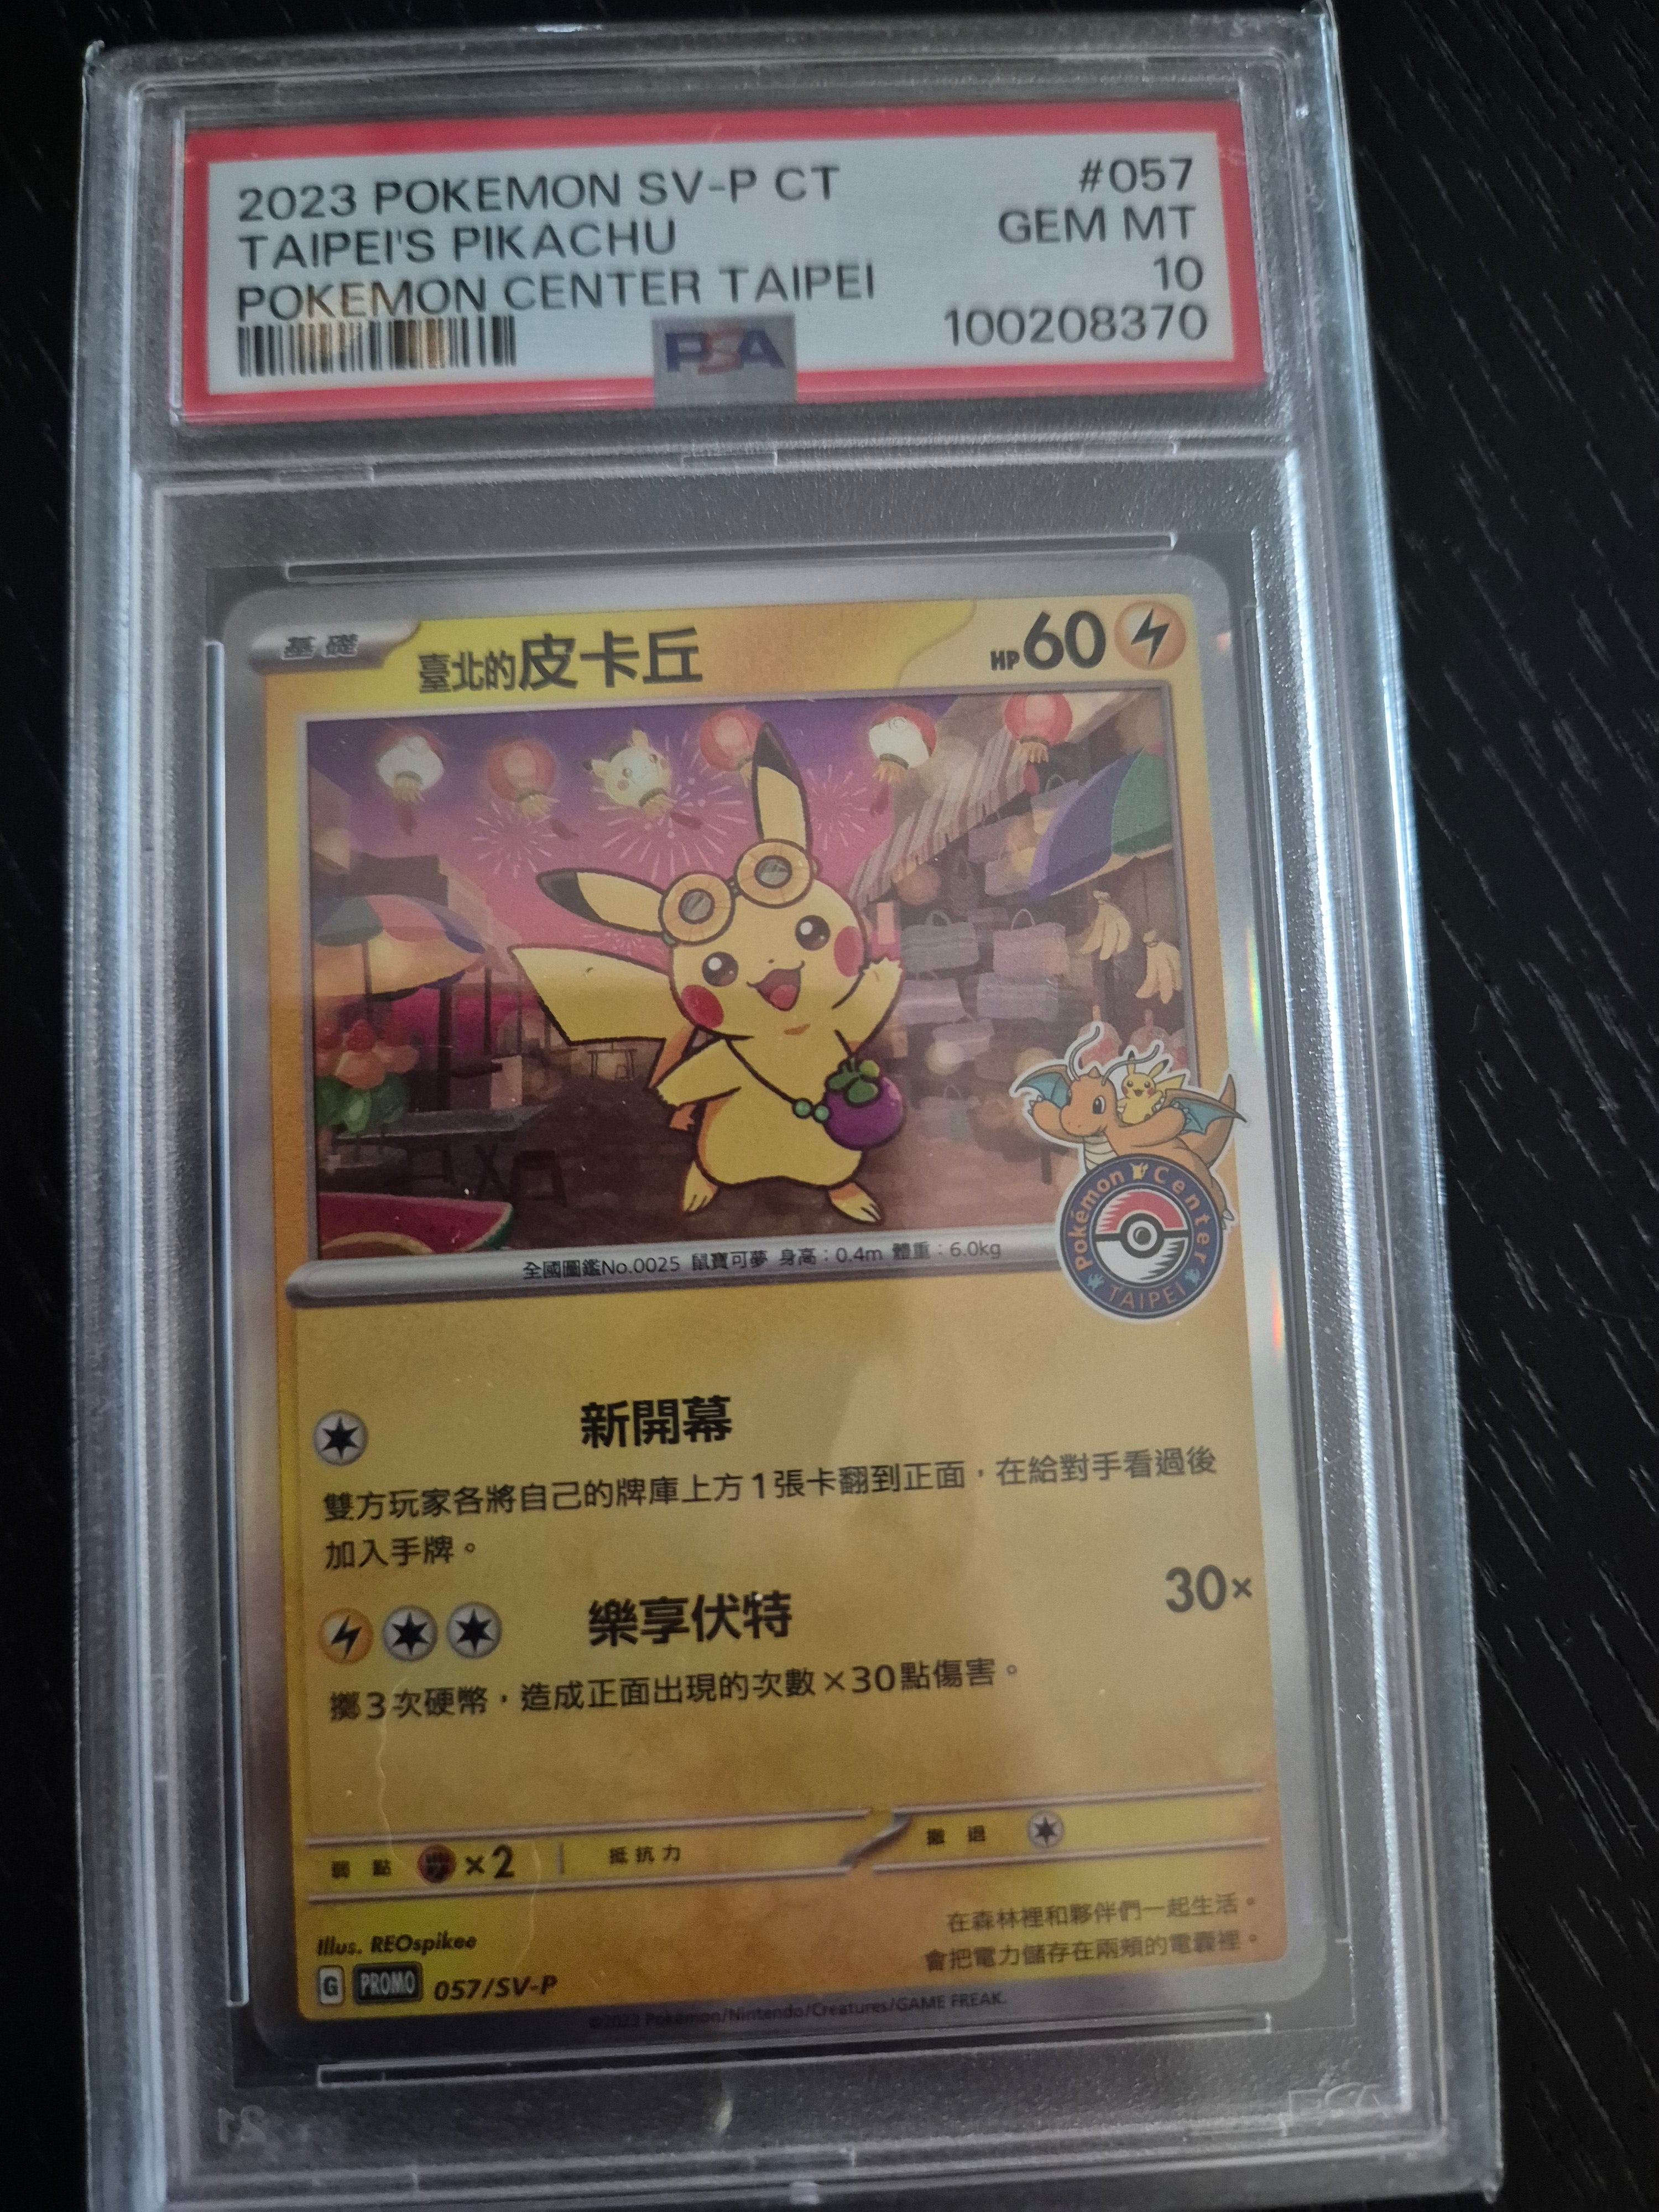 2023 POKEMON SV-P CT #057
TAIPEI'S PIKACHU GEM MT
POKEMON CENTER TAIPEI 10
PSA 100208370
基礎 臺北的皮卡丘 HP60
Pokémon Center
TAIPEI
全國圖鑑No.0025 鼠寶可夢 身高：0.4m 體重：6.0kg
新開幕
雙方玩家各將自己的牌庫上方1張卡翻到正面，在給對手看過後
加入手牌。
樂享伏特 30×
擲3次硬幣，造成正面出現的次數×30點傷害。
弱點 ×2 抵抗力 撤退
在森林裡和夥伴們一起生活。
會把電力儲存在兩頰的電囊裡。
Illus. REOspikee
G PROMO 057/SV-P
©2023 Pokémon/Nintendo/Creatures/GAME FREAK.
PSA